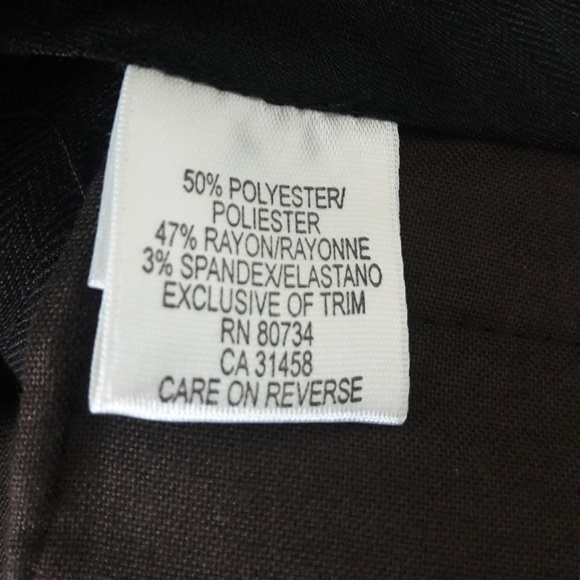 50% POLYESTER/
POLIESTER
47% RAYON/RAYONNE
3% SPANDEX/ELASTANO
EXCLUSIVE OF TRIM
RN 80734
CA 31458
CARE ON REVERSE